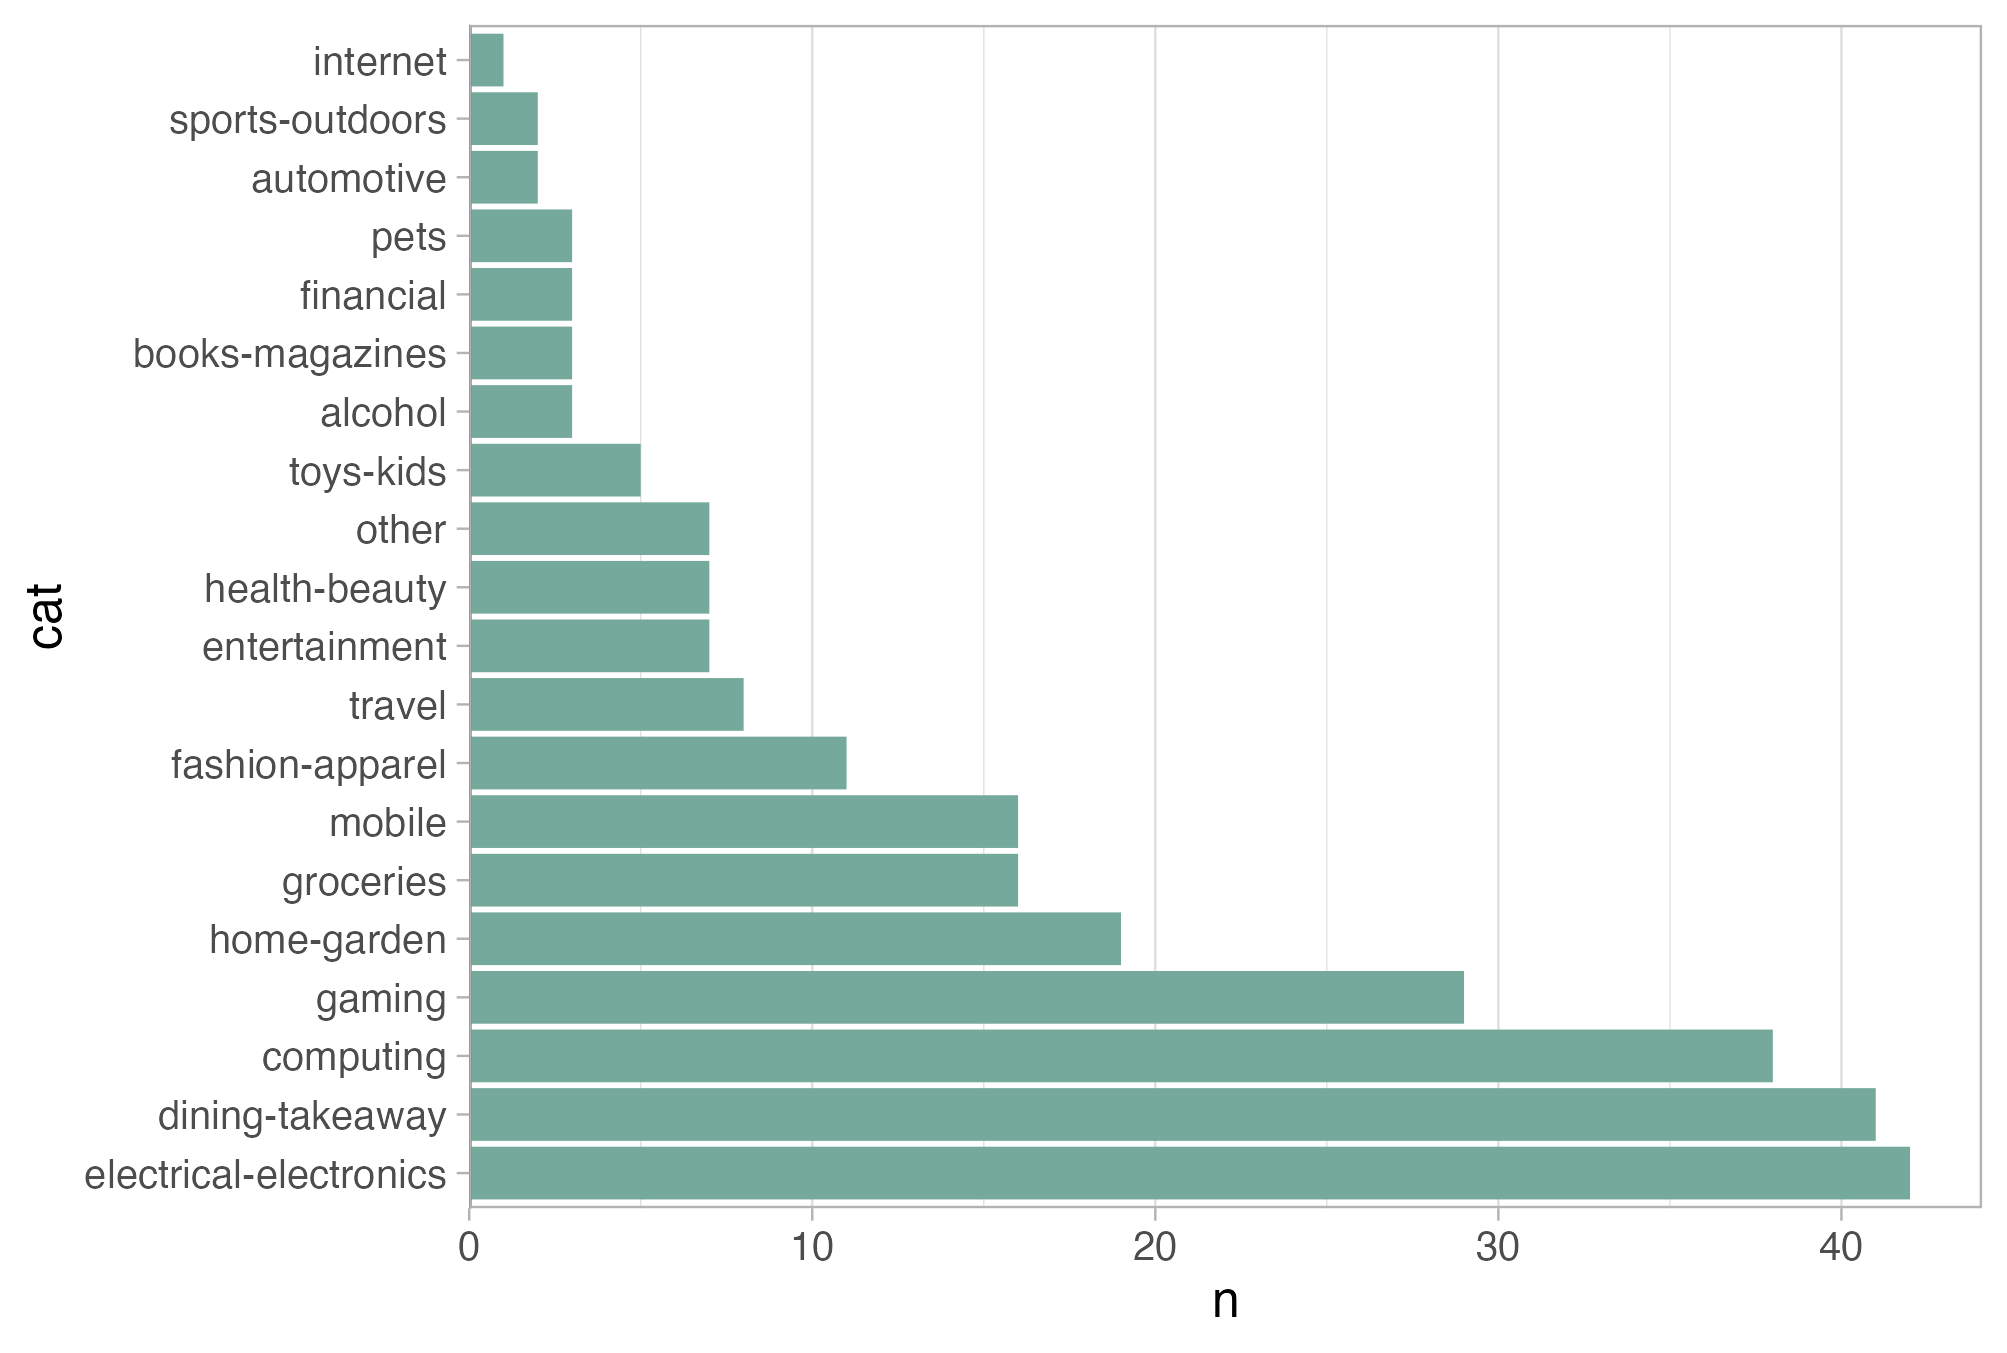 internet
sports-outdoors
automotive
pets
financial
books-magazines
alcohol
toys-kids
other
health-beauty
entertainment
travel
fashion-apparel
mobile
groceries
home-garden
gaming
computing
dining-takeaway
electrical-electronics
cat
0 10 20 30 40
n